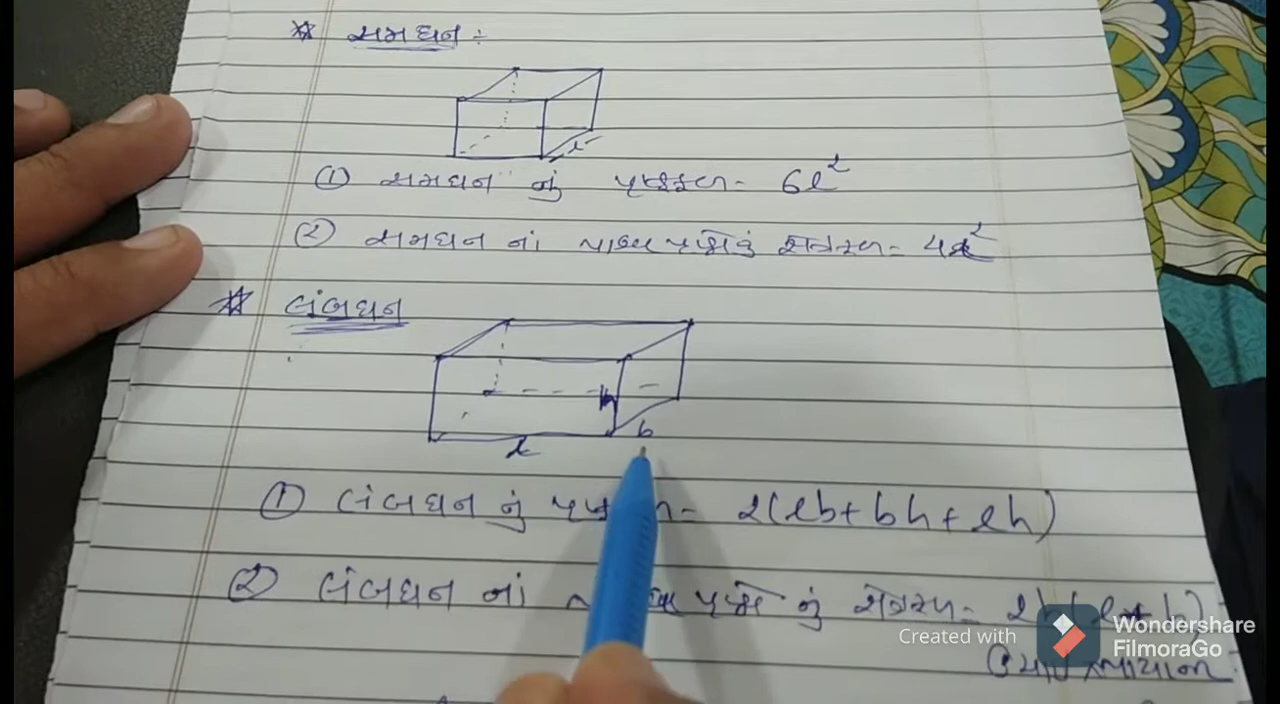 * સમઘન :
l
① સમઘન નું પૃષ્ઠફળ = 6l²
② સમઘન નાં પાર્શ્વ પૃષ્ઠોનું ક્ષેત્રફળ = 4l²
* લંબઘન
h
b
l
① લંબઘન નું = 2(lb+bh+lh)
② લંબઘન નાં પૃષ્ઠો નું ક્ષેત્રફળ =
Created with Wondershare FilmoraGo